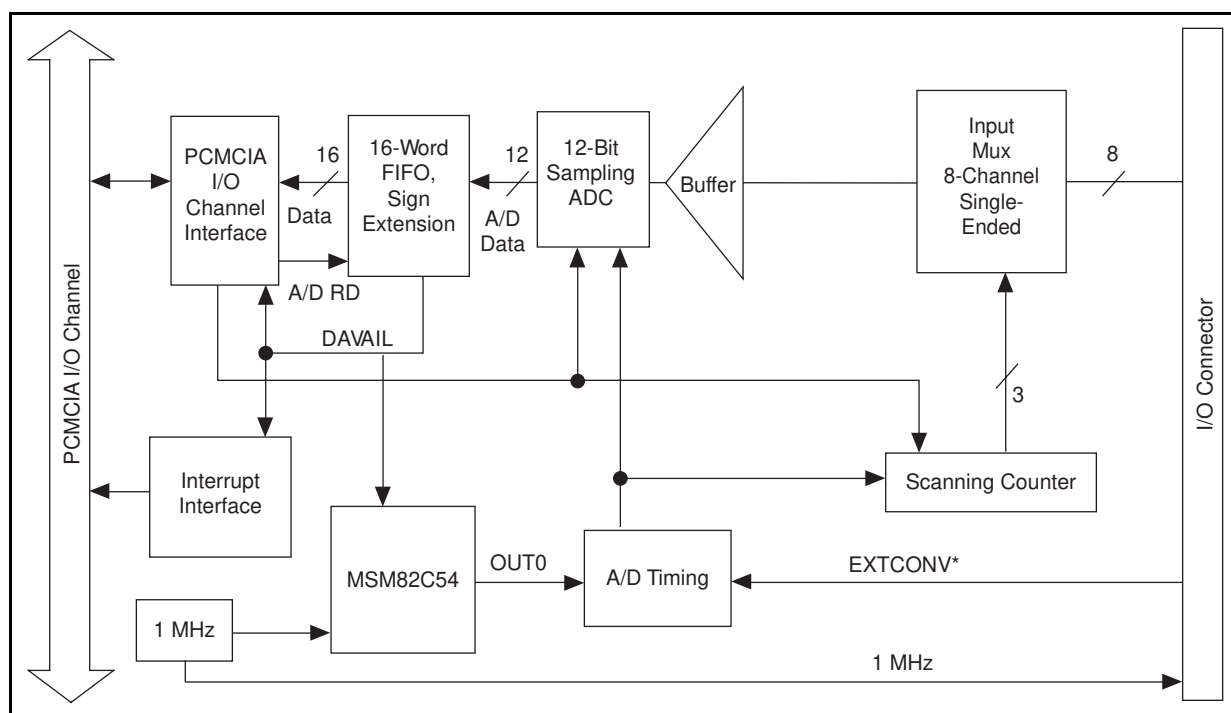 PCMCIA I/O Channel
PCMCIA
I/O
Channel
Interface
16
Data
A/D RD
16-Word
FIFO,
Sign
Extension
12
A/D
Data
12-Bit
Sampling
ADC
Buffer
Input
Mux
8-Channel
Single-
Ended
8
I/O Connector
DAVAIL
3
Interrupt
Interface
Scanning Counter
MSM82C54
OUT0
A/D Timing
EXTCONV*
1 MHz
1 MHz